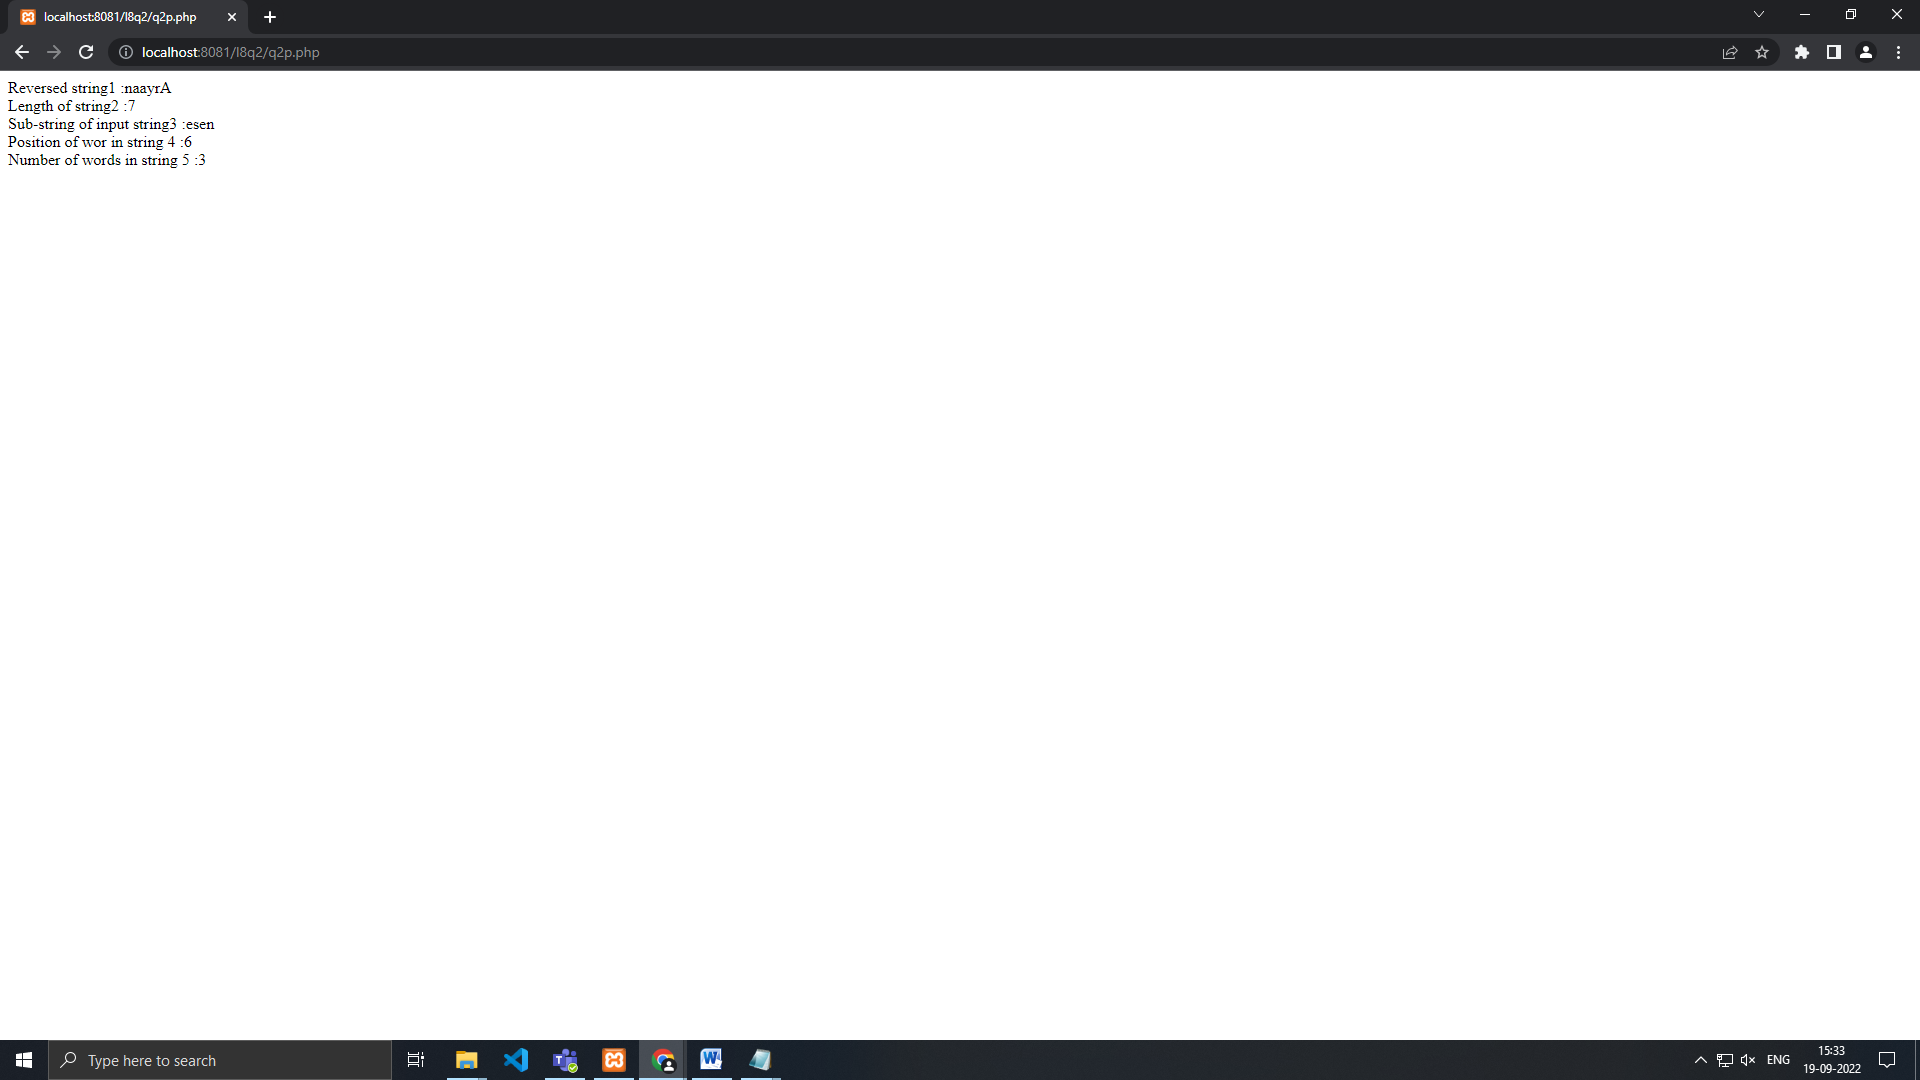 localhost:8081/l8q2/q2p.php
localhost:8081/l8q2/q2p.php
Reversed string1 :naayrA
Length of string2 :7
Sub-string of input string3 :esen
Position of wor in string 4 :6
Number of words in string 5 :3
Type here to search
ENG
15:33
19-09-2022